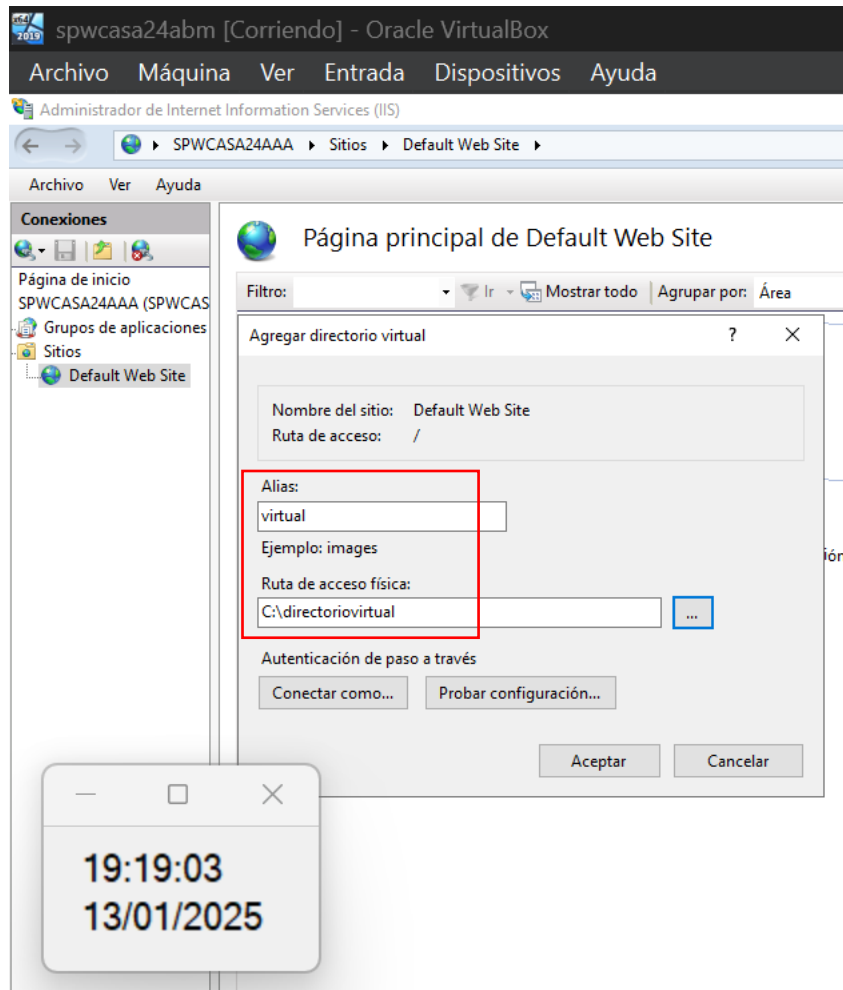 x64
2019
spwcasa24abm [Corriendo] - Oracle VirtualBox
Archivo Máquina Ver Entrada Dispositivos Ayuda
Administrador de Internet Information Services (IIS)
SPWCASA24AAA Sitios Default Web Site
Archivo Ver Ayuda
Conexiones
Página de inicio
SPWCASA24AAA (SPWCAS
Grupos de aplicaciones
Sitios
Default Web Site
Página principal de Default Web Site
Filtro: Ir Mostrar todo Agrupar por: Área
Agregar directorio virtual ?
Nombre del sitio: Default Web Site
Ruta de acceso: /
Alias:
virtual
Ejemplo: images
ión
Ruta de acceso física:
C:\directoriovirtual ...
Autenticación de paso a través
Conectar como... Probar configuración...
Aceptar Cancelar
19:19:03
13/01/2025